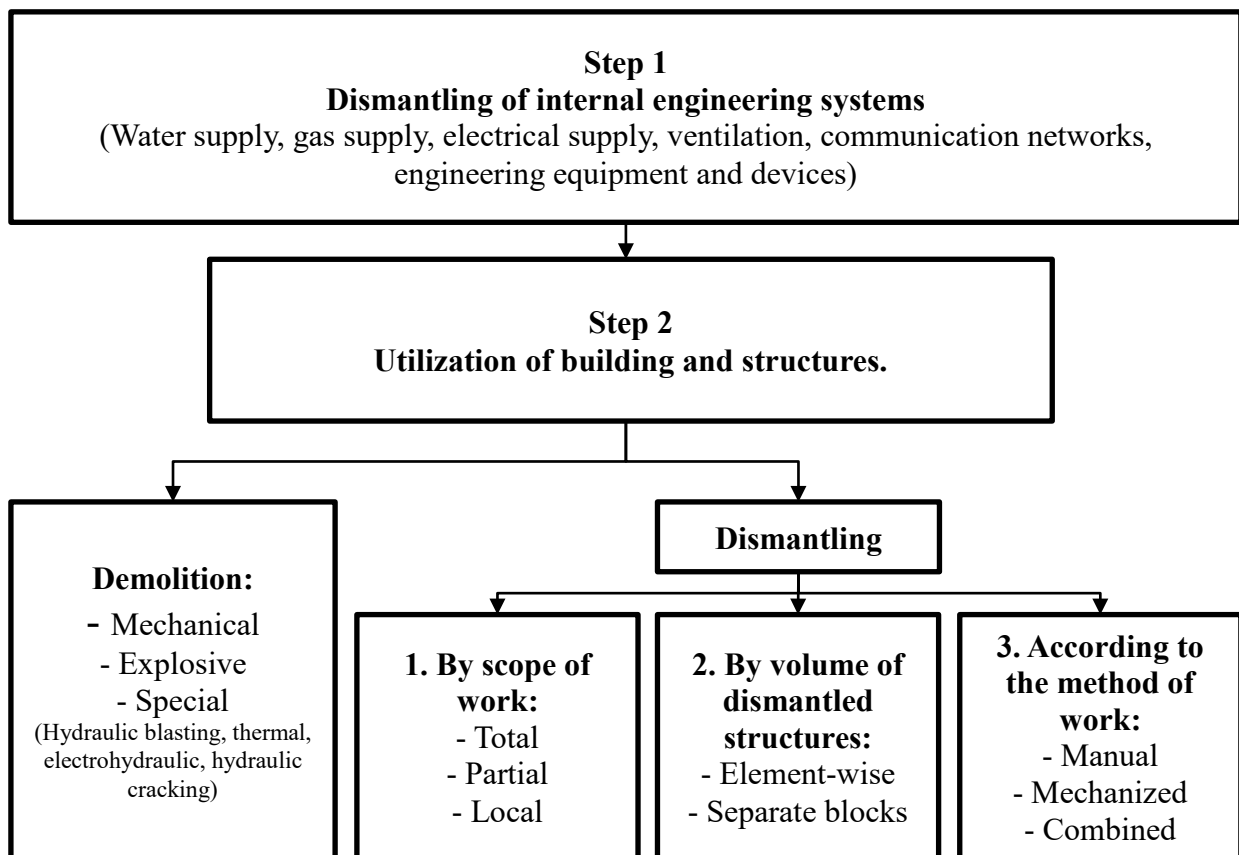 Step 1
Dismantling of internal engineering systems
(Water supply, gas supply, electrical supply, ventilation, communication networks,
engineering equipment and devices)
Step 2
Utilization of building and structures.
Demolition:
- Mechanical
- Explosive
- Special
(Hydraulic blasting, thermal,
electrohydraulic, hydraulic
cracking)
Dismantling
1. By scope of
work:
- Total
- Partial
- Local
2. By volume of
dismantled
structures:
- Element-wise
- Separate blocks
3. According to
the method of
work:
- Manual
- Mechanized
- Combined